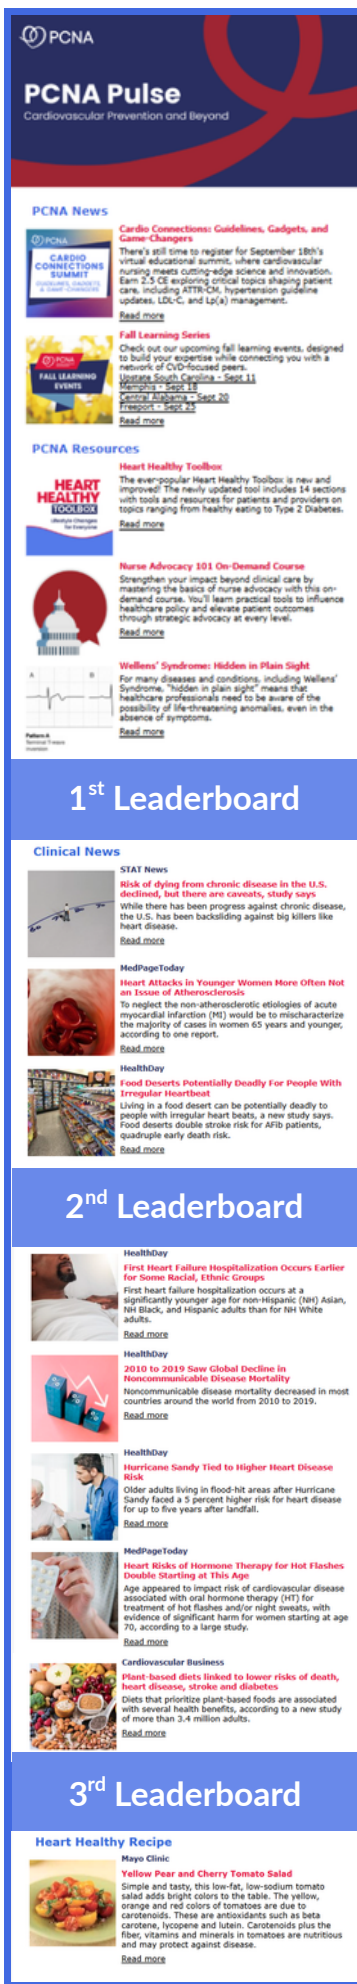 PCNA
PCNA Pulse
Cardiovascular Prevention and Beyond
PCNA News
PCNA
CARDIO
CONNECTIONS
SUMMIT
GUIDELINES, GADGETS,
& GAME-CHANGERS
Cardio Connections: Guidelines, Gadgets, and
Game-Changers
There's still time to register for September 18th's
virtual educational summit, where cardiovascular
nursing meets cutting-edge science and innovation.
Earn 2.5 CE exploring critical topics shaping patient
care, including ATTR-CM, hypertension guideline
updates, LDL-C, and Lp(a) management.
Read more
PCNA
FALL LEARNING
EVENTS
Fall Learning Series
Check out our upcoming fall learning events, designed
to build your expertise while connecting you with a
network of CVD-focused peers.
Upstate South Carolina - Sept 11
Memphis - Sept 18
Central Alabama - Sept 20
Freeport - Sept 25
Read more
PCNA Resources
HEART
HEALTHY
TOOLBOX
Lifestyle Changes
for Everyone
Heart Healthy Toolbox
The ever-popular Heart Healthy Toolbox is new and
improved! The newly updated tool includes 14 sections
with tools and resources for patients and providers on
topics ranging from healthy eating to Type 2 Diabetes.
Read more
Nurse Advocacy 101 On-Demand Course
Strengthen your impact beyond clinical care by
mastering the basics of nurse advocacy with this on-
demand course. You'll learn practical tools to influence
healthcare policy and elevate patient outcomes
through strategic advocacy at every level.
Read more
A B
Pattern A
Terminal T-wave
inversion
Wellens' Syndrome: Hidden in Plain Sight
For many diseases and conditions, including Wellens'
Syndrome, "hidden in plain sight" means that
healthcare professionals need to be aware of the
possibility of life-threatening anomalies, even in the
absence of symptoms.
Read more
1st Leaderboard
Clinical News
60 70 80
STAT News
Risk of dying from chronic disease in the U.S.
declined, but there are caveats, study says
While there has been progress against chronic disease,
the U.S. has been backsliding against big killers like
heart disease.
Read more
MedPageToday
Heart Attacks in Younger Women More Often Not
an Issue of Atherosclerosis
To neglect the non-atherosclerotic etiologies of acute
myocardial infarction (MI) would be to mischaracterize
the majority of cases in women 65 years and younger,
according to one report.
Read more
HealthDay
Food Deserts Potentially Deadly For People With
Irregular Heartbeat
Living in a food desert can be potentially deadly to
people with irregular heart beats, a new study says.
Food deserts double stroke risk for AFib patients,
quadruple early death risk.
Read more
2nd Leaderboard
HealthDay
First Heart Failure Hospitalization Occurs Earlier
for Some Racial, Ethnic Groups
First heart failure hospitalization occurs at a
significantly younger age for non-Hispanic (NH) Asian,
NH Black, and Hispanic adults than for NH White
adults.
Read more
HealthDay
2010 to 2019 Saw Global Decline in
Noncommunicable Disease Mortality
Noncommunicable disease mortality decreased in most
countries around the world from 2010 to 2019.
Read more
HealthDay
Hurricane Sandy Tied to Higher Heart Disease
Risk
Older adults living in flood-hit areas after Hurricane
Sandy faced a 5 percent higher risk for heart disease
for up to five years after landfall.
Read more
MedPageToday
Heart Risks of Hormone Therapy for Hot Flashes
Double Starting at This Age
Age appeared to impact risk of cardiovascular disease
associated with oral hormone therapy (HT) for
treatment of hot flashes and/or night sweats, with
evidence of significant harm for women starting at age
70, according to a large study.
Read more
Cardiovascular Business
Plant-based diets linked to lower risks of death,
heart disease, stroke and diabetes
Diets that prioritize plant-based foods are associated
with several health benefits, according to a new study
of more than 3.4 million adults.
Read more
3rd Leaderboard
Heart Healthy Recipe
Mayo Clinic
Yellow Pear and Cherry Tomato Salad
Simple and tasty, this low-fat, low-sodium tomato
salad adds bright colors to the table. The yellow,
orange and red colors of tomatoes are due to
carotenoids. These are antioxidants such as beta
carotene, lycopene and lutein. Carotenoids plus the
fiber, vitamins and minerals in tomatoes are nutritious
and may protect against disease.
Read more